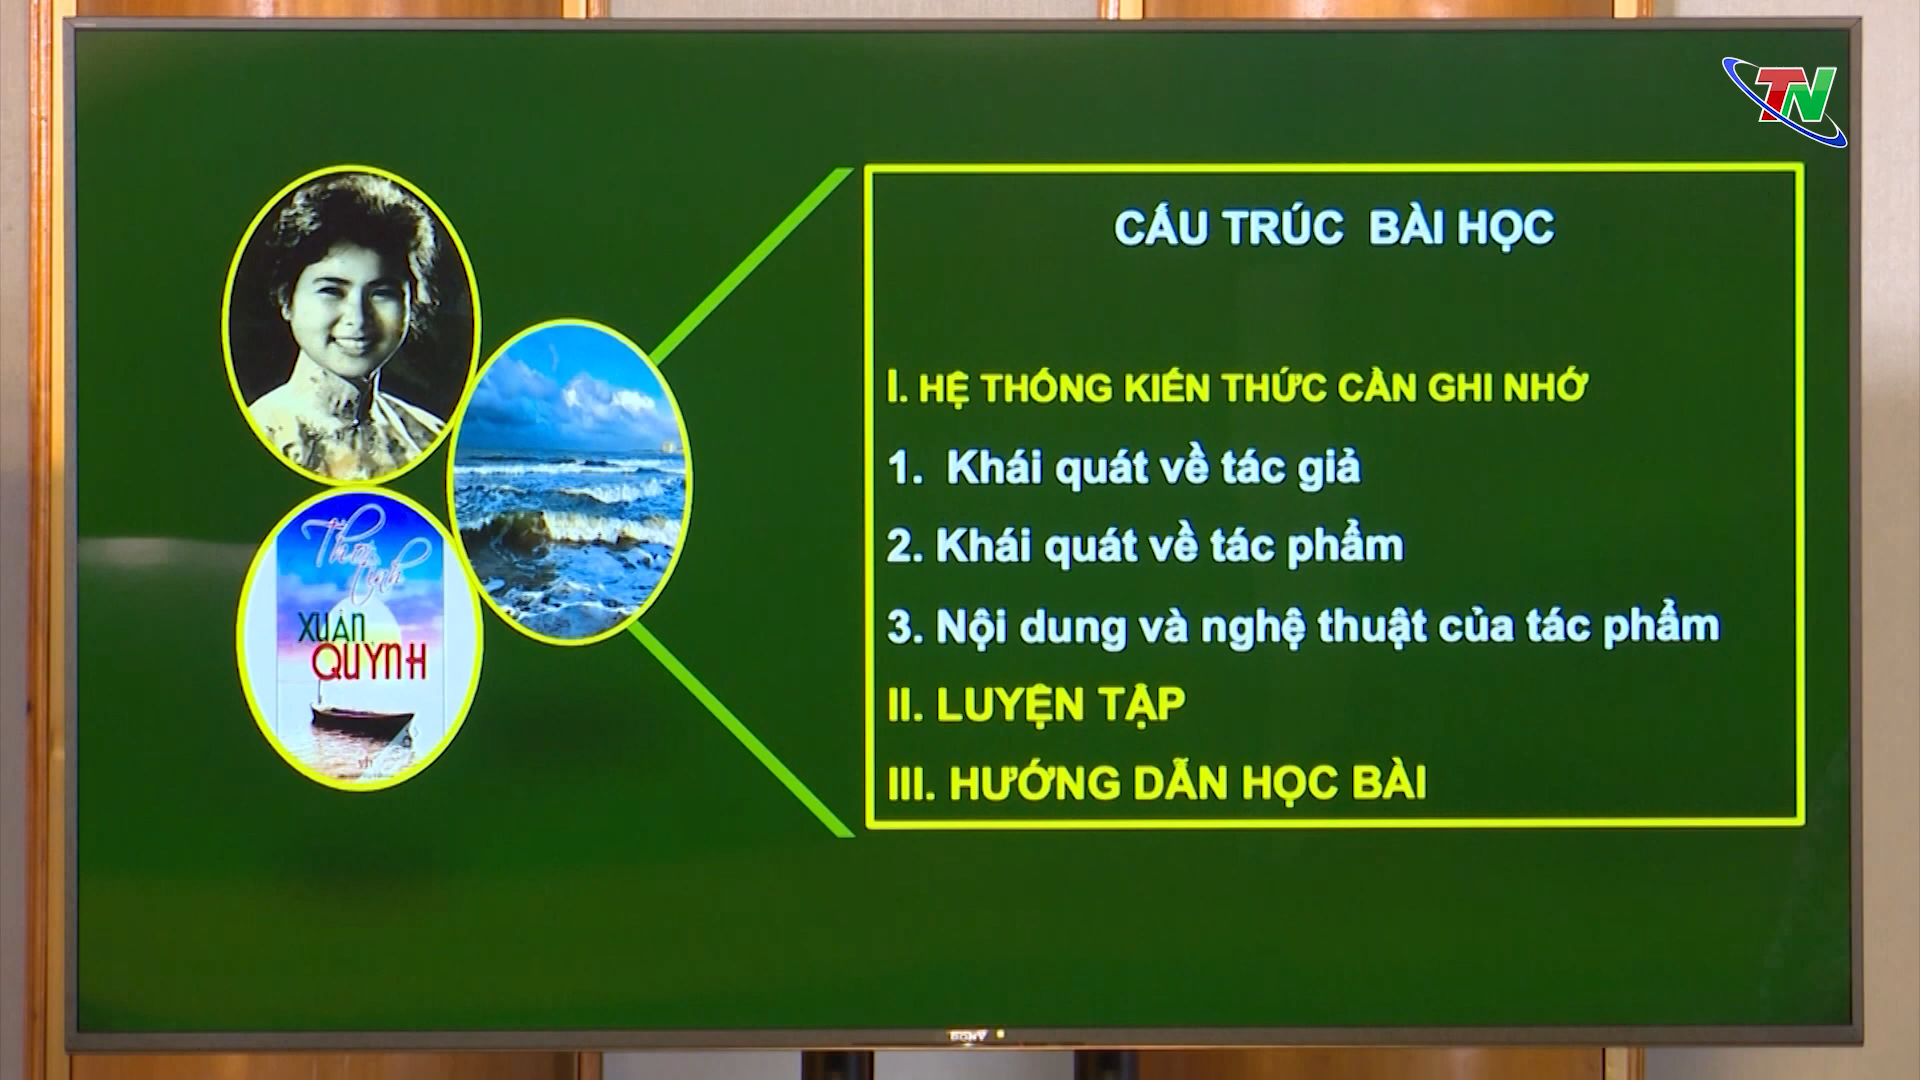 TN
CẤU TRÚC BÀI HỌC
I. HỆ THỐNG KIẾN THỨC CẦN GHI NHỚ
1. Khái quát về tác giả
2. Khái quát về tác phẩm
3. Nội dung và nghệ thuật của tác phẩm
II. LUYỆN TẬP
III. HƯỚNG DẪN HỌC BÀI
Thơ
tình
XUÂN
QUỲNH
vh
SONY